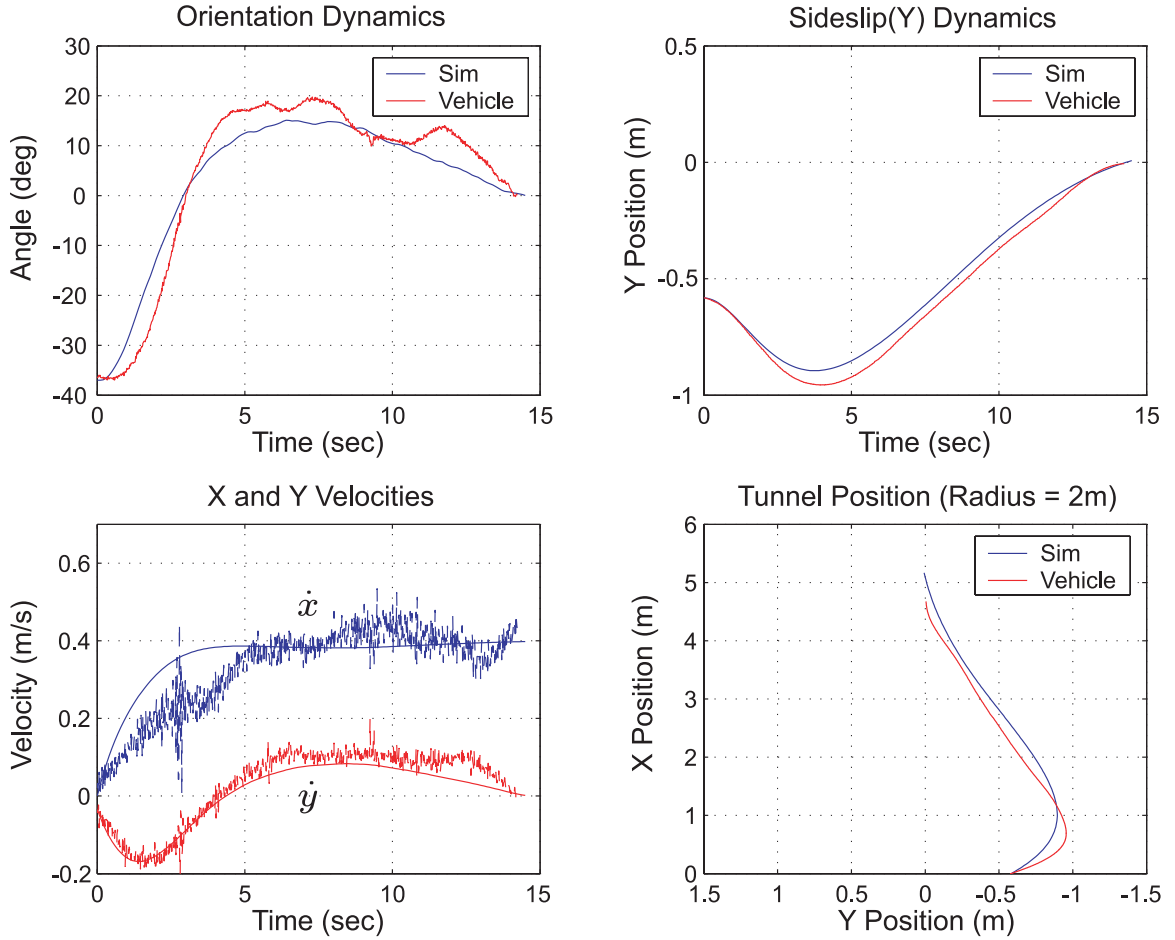 Orientation Dynamics
30
20
10
0
-10
-20
-30
-40
Angle (deg)
Sim
Vehicle
0
5
10
15
Time (sec)
Sideslip(Y) Dynamics
0.5
0
-0.5
-1
Y Position (m)
Sim
Vehicle
0
5
10
15
Time (sec)
X and Y Velocities
0.6
0.4
0.2
0
-0.2
Velocity (m/s)
ẋ
ẏ
0
5
10
15
Time (sec)
Tunnel Position (Radius = 2m)
6
5
4
3
2
1
0
X Position (m)
Sim
Vehicle
1.5
1
0.5
0
-0.5
-1
-1.5
Y Position (m)